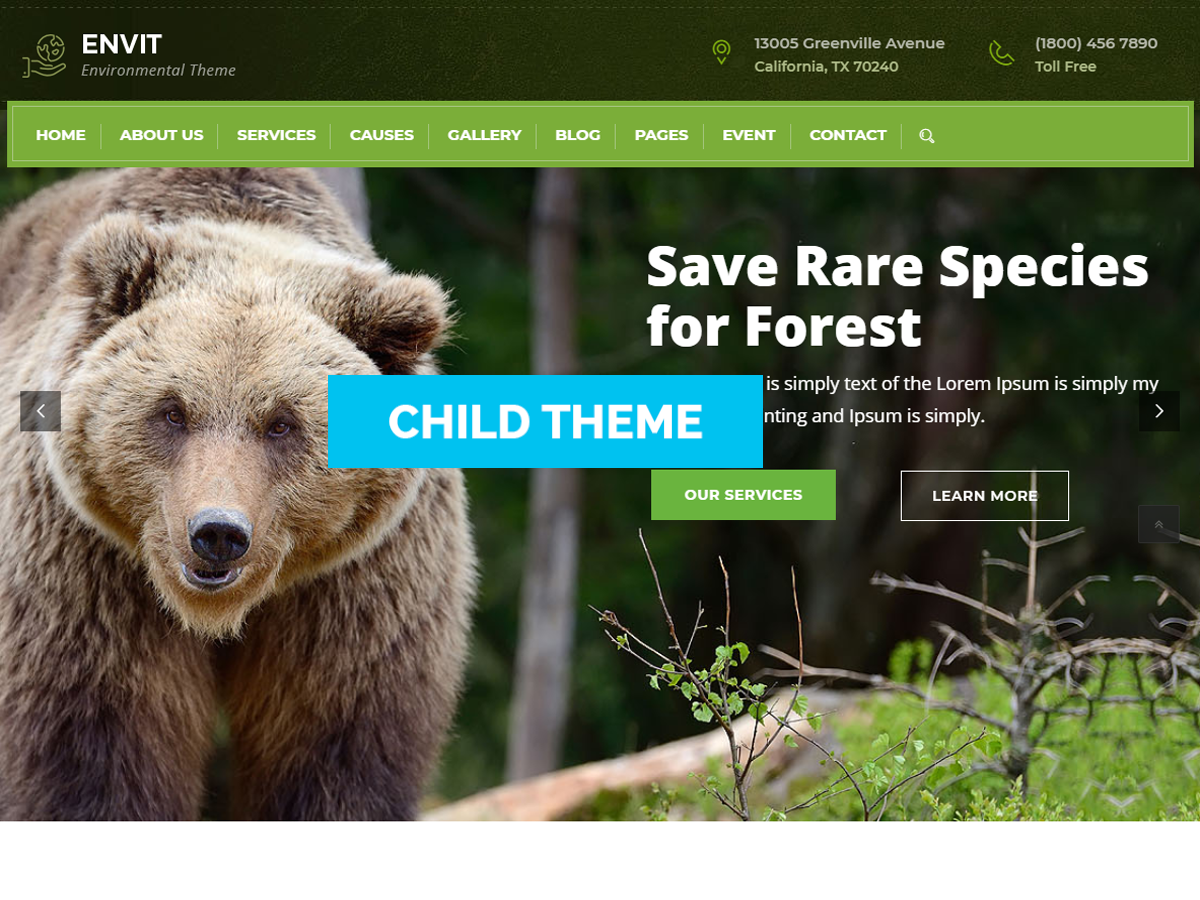 ENVIT
Environmental Theme
13005 Greenville Avenue
California, TX 70240
(1800) 456 7890
Toll Free
HOME
ABOUT US
SERVICES
CAUSES
GALLERY
BLOG
PAGES
EVENT
CONTACT
Save Rare Species
for Forest
is simply text of the Lorem Ipsum is simply my
CHILD THEME
nting and Ipsum is simply.
OUR SERVICES
LEARN MORE